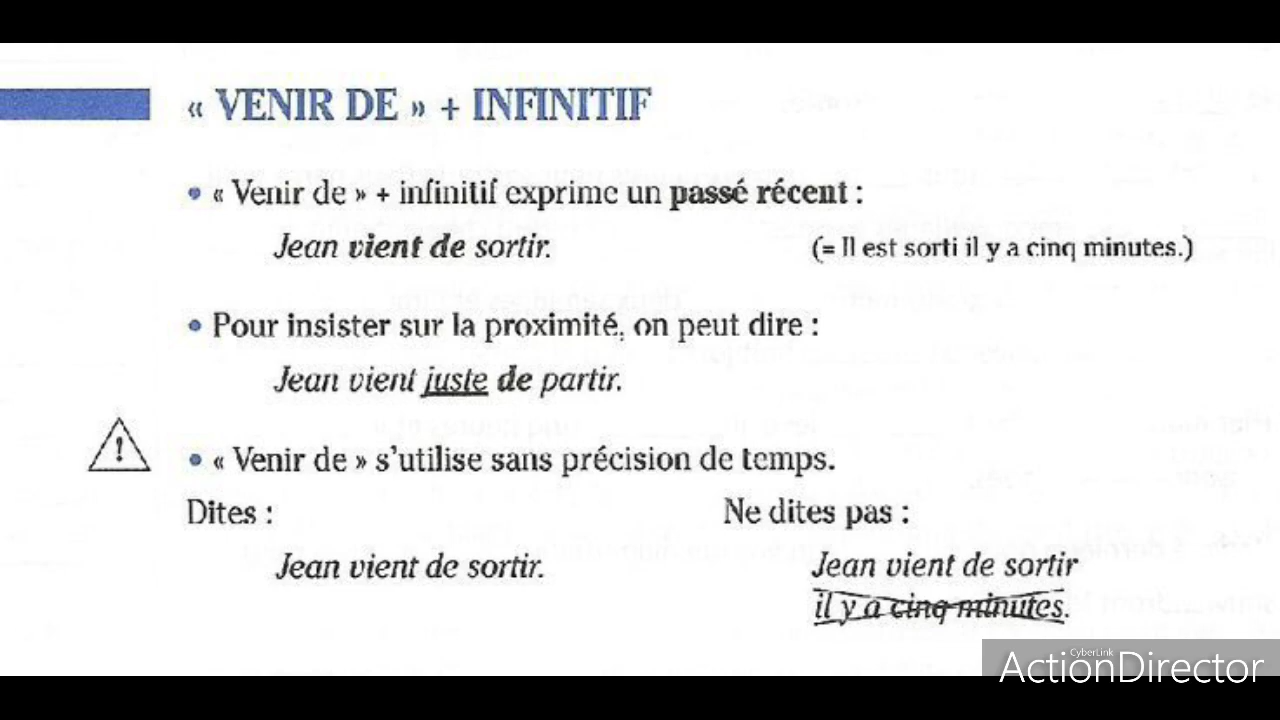 « VENIR DE » + INFINITIF
• « Venir de » + infinitif exprime un passé récent :
Jean vient de sortir. (= Il est sorti il y a cinq minutes.)
• Pour insister sur la proximité, on peut dire :
Jean vient juste de partir.
!
• « Venir de » s'utilise sans précision de temps.
Dites : Ne dites pas :
Jean vient de sortir. Jean vient de sortir
il y a cinq minutes.
CyberLink
ActionDirector